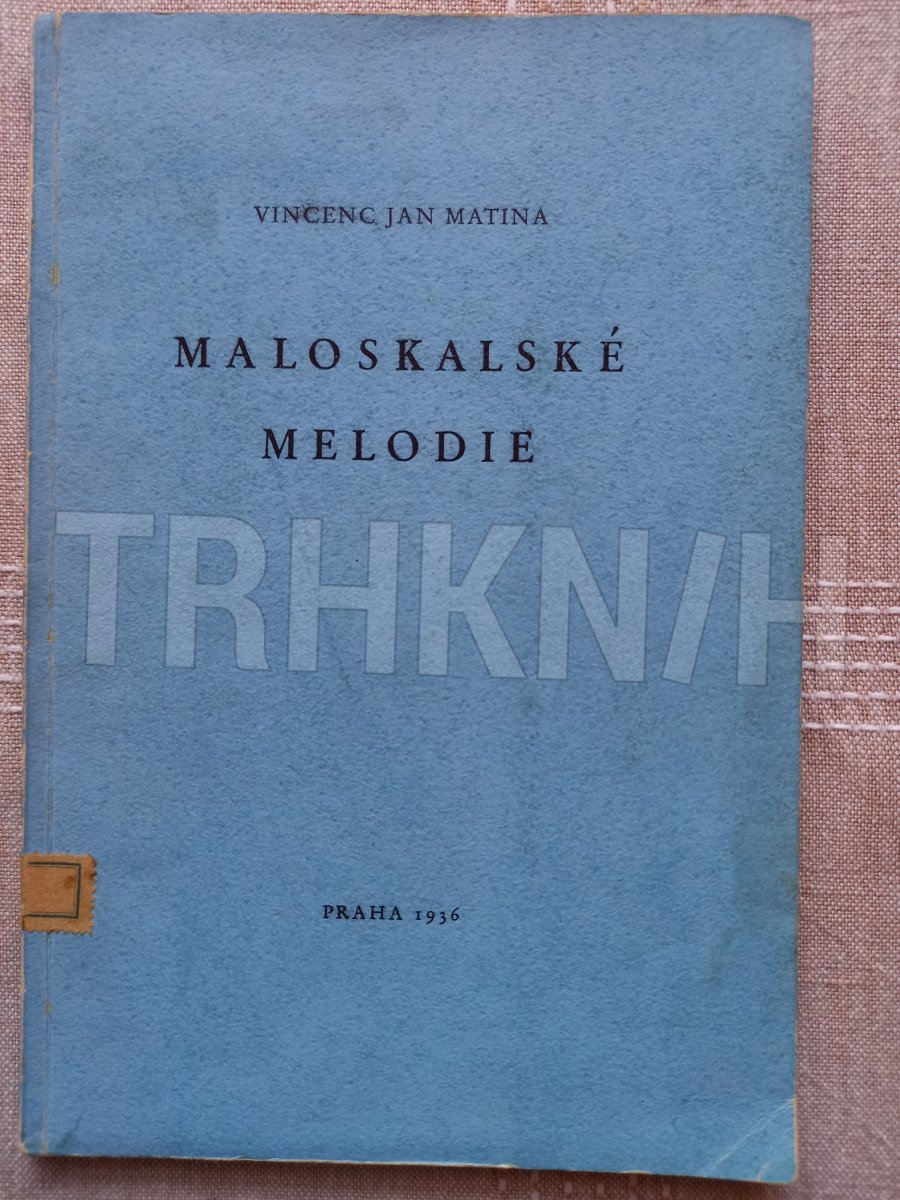 VINCENC JAN MATINA
MALOSKALSKÉ
MELODIE
TRHKNIH
PRAHA 1936